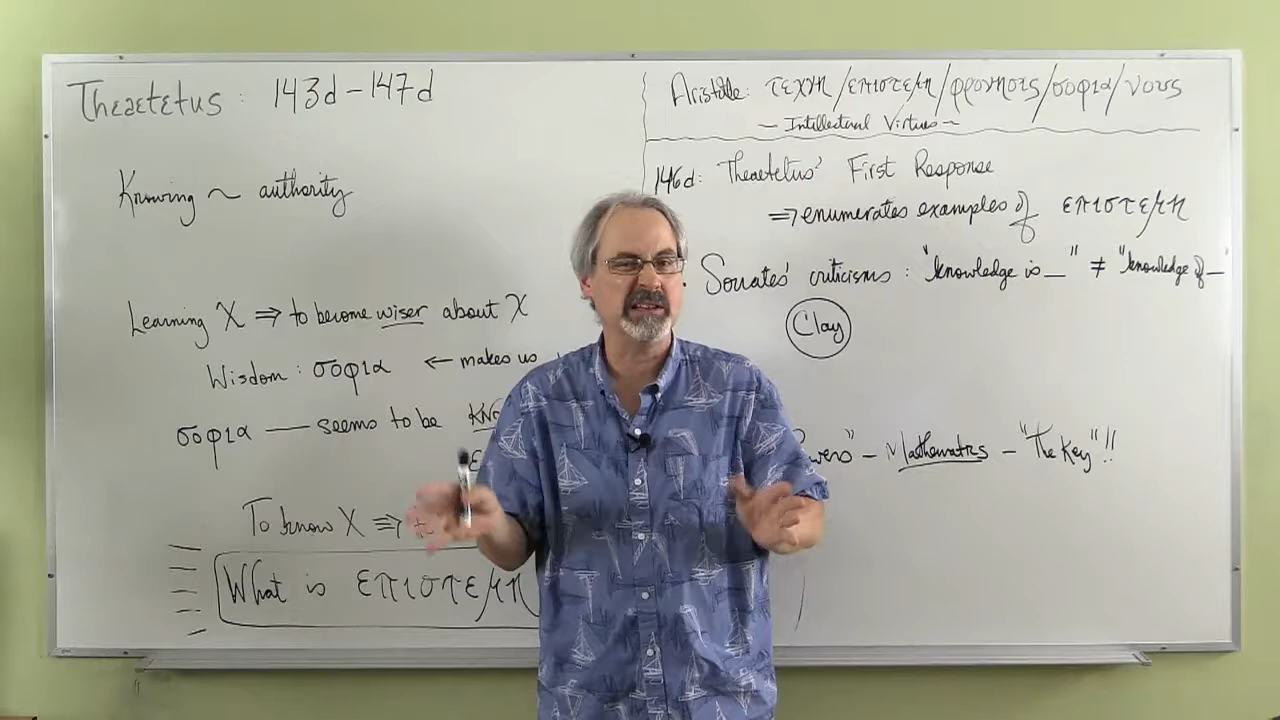 Theaetetus: 143d – 147d
Knowing ~ authority
Learning X ⇒ to become wiser about X
Wisdom: σοφια ← makes us
σοφια — seems to be
To know X ⇒
What is επιστεμη
Aristotle: τεχνη/επιστεμη/φρονησις/σοφια/νους
— Intellectual Virtues —
146d: Theaetetus' First Response
⇒ enumerates examples of επιστεμη
Socrates' criticisms: "knowledge is _" ≠ "knowledge of _
Clay
– Mathematics – "The Key"!!